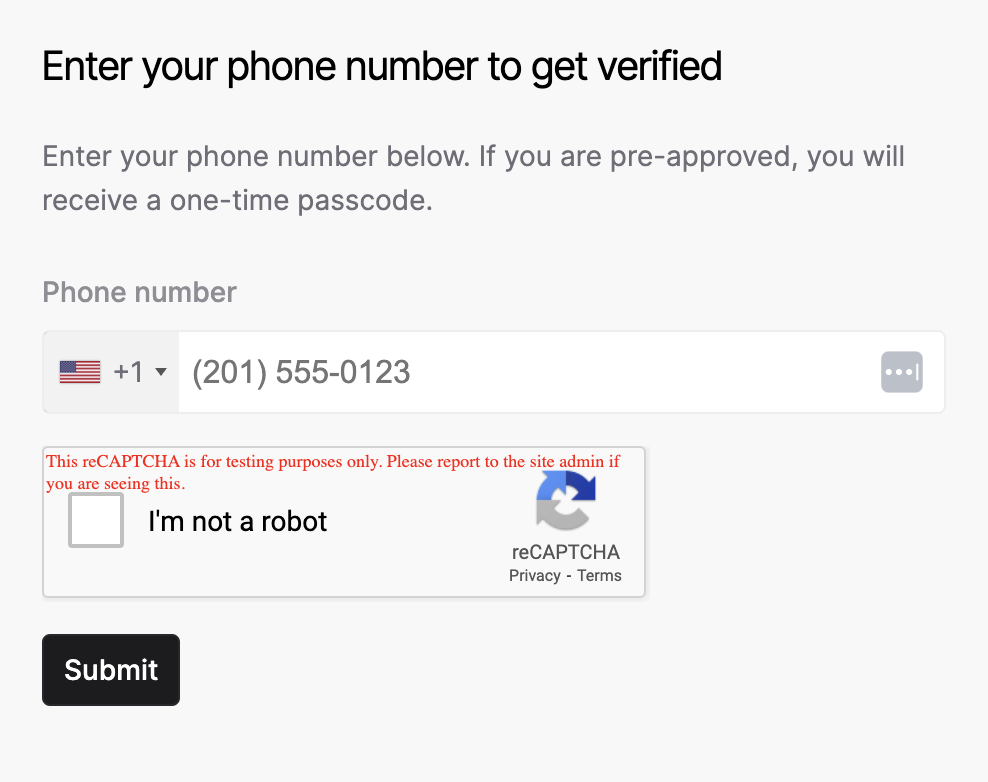 Enter your phone number to get verified
Enter your phone number below. If you are pre-approved, you will
receive a one-time passcode.
Phone number
+1
(201) 555-0123
This reCAPTCHA is for testing purposes only. Please report to the site admin if
you are seeing this.
I'm not a robot
reCAPTCHA
Privacy - Terms
Submit